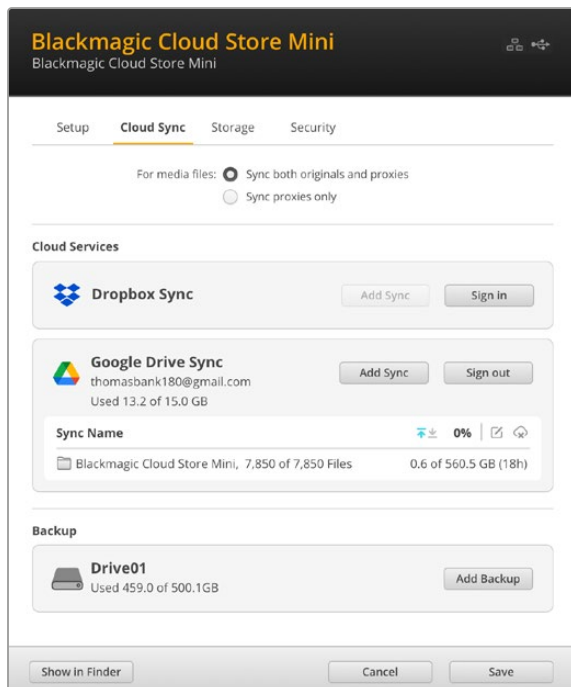 Blackmagic Cloud Store Mini
Blackmagic Cloud Store Mini
Setup Cloud Sync Storage Security
For media files: Sync both originals and proxies
Sync proxies only
Cloud Services
Dropbox Sync Add Sync Sign in
Google Drive Sync
thomasbank180@gmail.com
Add Sync Sign out
Used 13.2 of 15.0 GB
Sync Name 0%
Blackmagic Cloud Store Mini, 7,850 of 7,850 Files 0.6 of 560.5 GB (18h)
Backup
Drive01
Used 459.0 of 500.1GB
Add Backup
Show in Finder Cancel Save